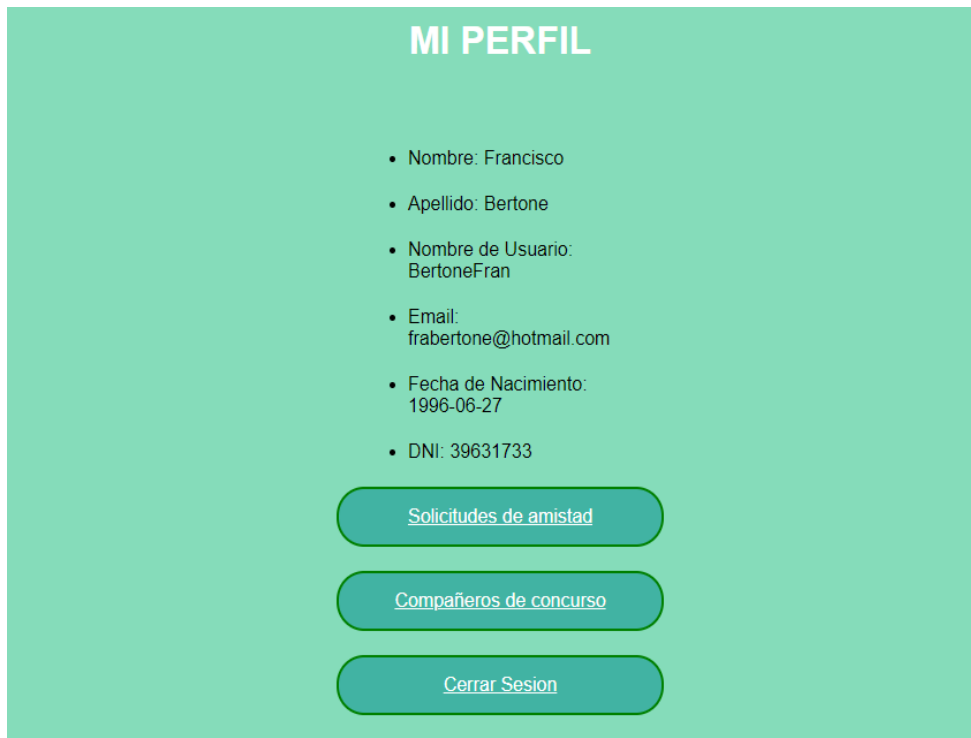 MI PERFIL
Nombre: Francisco
Apellido: Bertone
Nombre de Usuario:
BertoneFran
Email:
frabertone@hotmail.com
Fecha de Nacimiento:
1996-06-27
DNI: 39631733
Solicitudes de amistad
Compañeros de concurso
Cerrar Sesion